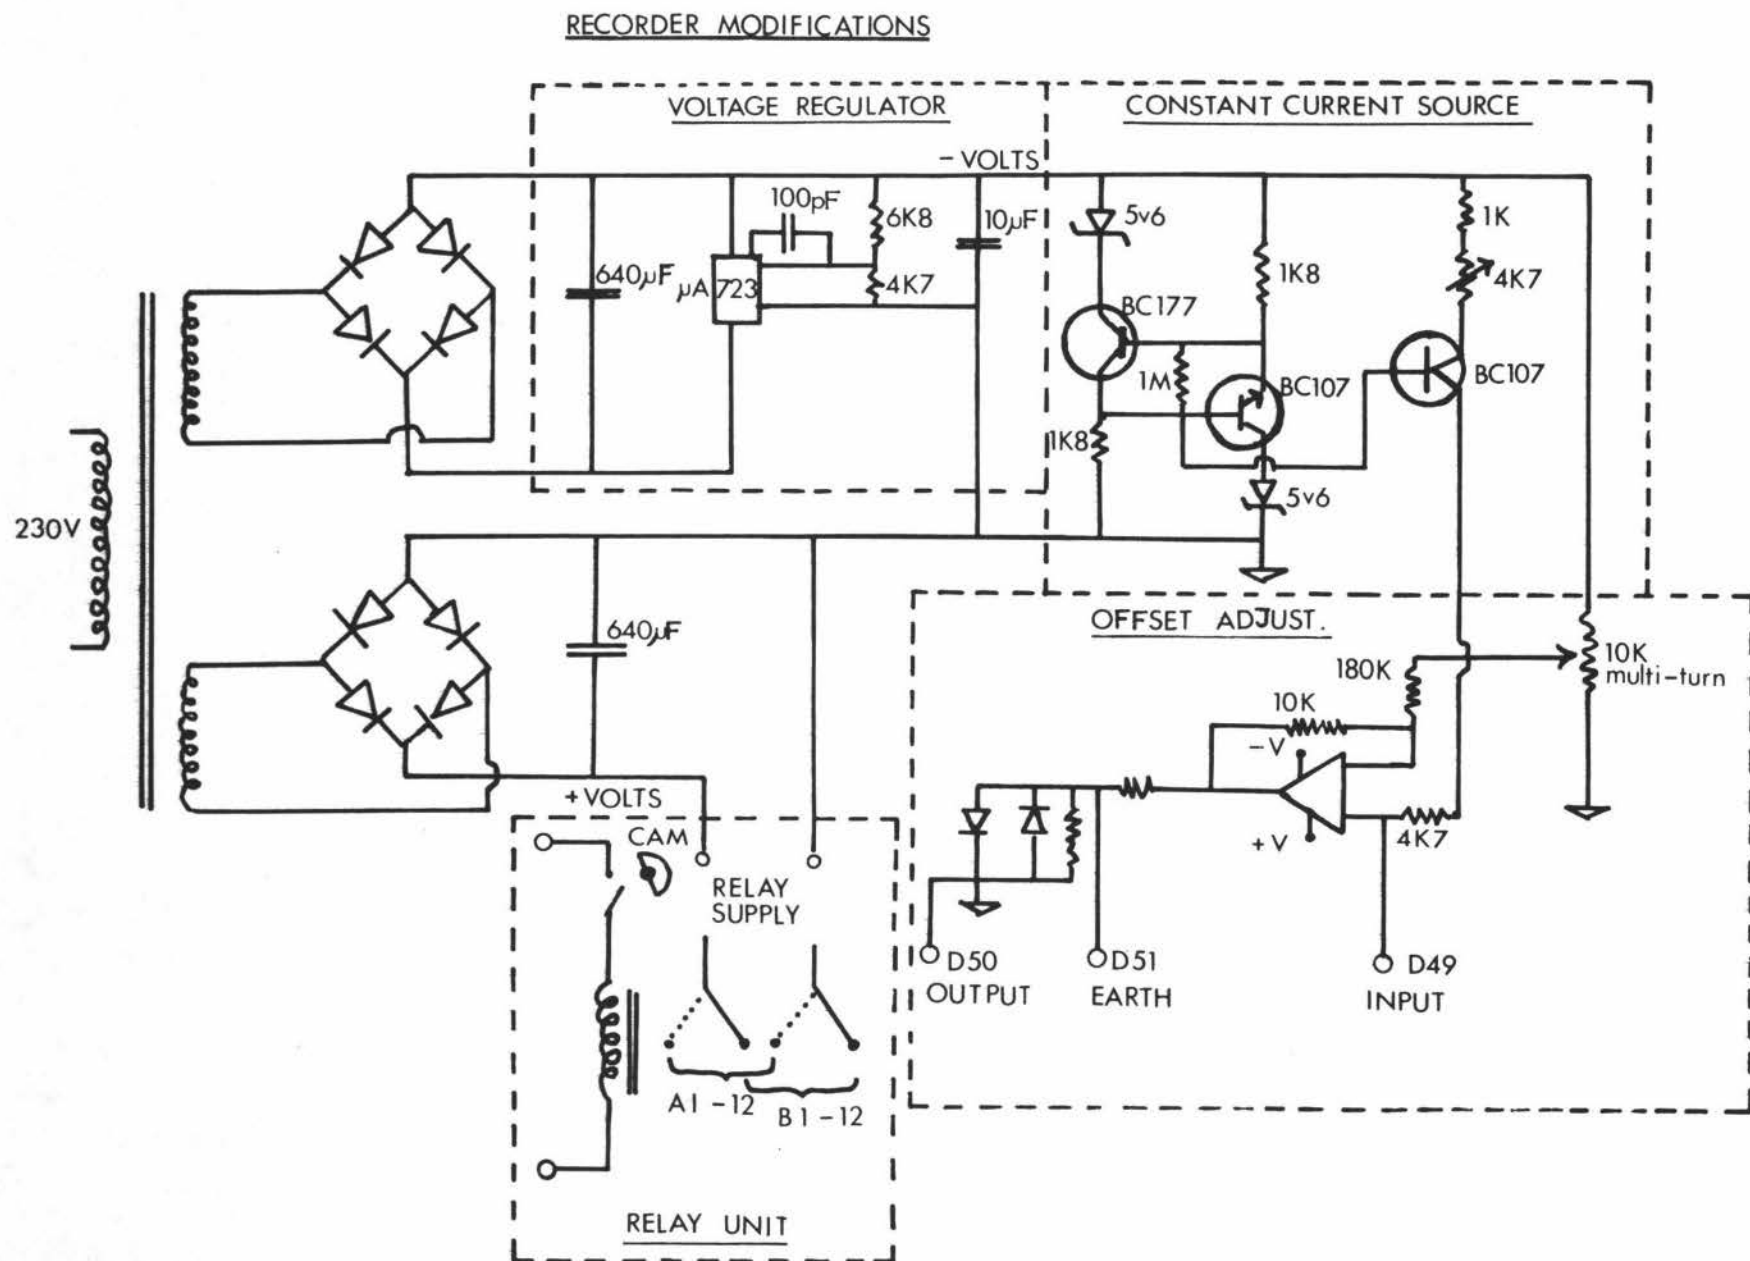 RECORDER MODIFICATIONS
VOLTAGE REGULATOR
CONSTANT CURRENT SOURCE
- VOLTS
100pF
6K8
10µF
5v6
1K
640µF
µA 723
4K7
1K8
4K7
BC177
1M
BC107
BC107
1K8
5v6
230V
640µF
OFFSET ADJUST.
180K
10K
multi-turn
10K
-V
+V
4K7
+ VOLTS
CAM
RELAY
SUPPLY
D50
OUTPUT
D51
EARTH
D49
INPUT
A1 - 12
B1 - 12
RELAY UNIT